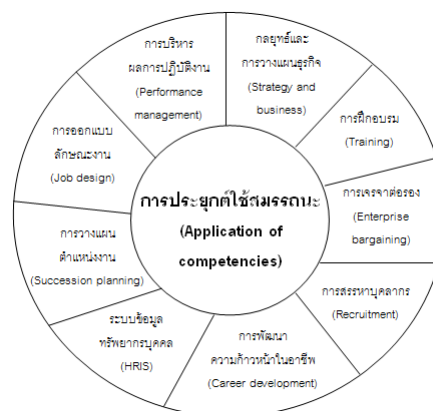 การบริหาร
ผลการปฏิบัติงาน
(Performance
management)
กลยุทธ์และ
การวางแผนธุรกิจ
(Strategy and
business)
การฝึกอบรม
(Training)
การเจรจาต่อรอง
(Enterprise
bargaining)
การสรรหาบุคลากร
(Recruitment)
การพัฒนา
ความก้าวหน้าในอาชีพ
(Career development)
ระบบข้อมูล
ทรัพยากรบุคคล
(HRIS)
การวางแผน
ตำแหน่งงาน
(Succession planning)
การออกแบบ
ลักษณะงาน
(Job design)
การประยุกต์ใช้สมรรถนะ
(Application of
competencies)